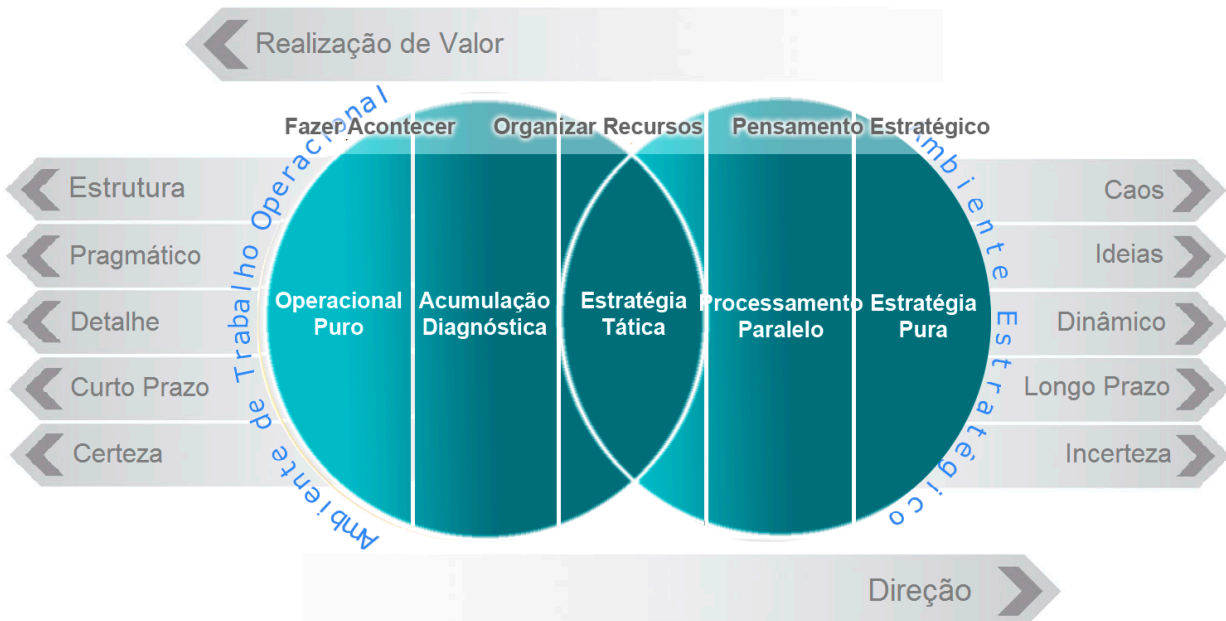 Realização de Valor
Fazer Acontecer
Organizar Recursos
Pensamento Estratégico
Ambiente de Trabalho Operacional
Ambiente Estratégico
Estrutura
Pragmático
Detalhe
Curto Prazo
Certeza
Operacional
Puro
Acumulação
Diagnóstica
Estratégia
Tática
Processamento
Paralelo
Estratégia
Pura
Caos
Ideias
Dinâmico
Longo Prazo
Incerteza
Direção